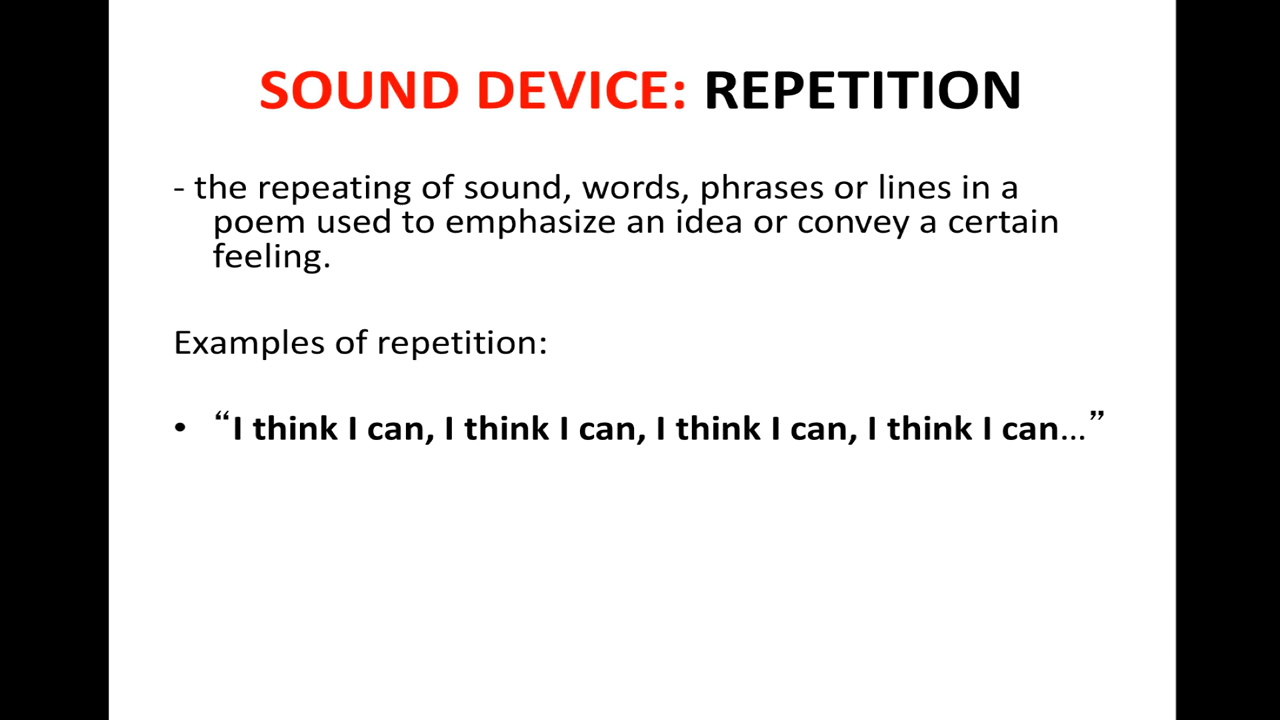 SOUND DEVICE: REPETITION
- the repeating of sound, words, phrases or lines in a
poem used to emphasize an idea or convey a certain
feeling.
Examples of repetition:
• “I think I can, I think I can, I think I can, I think I can…”